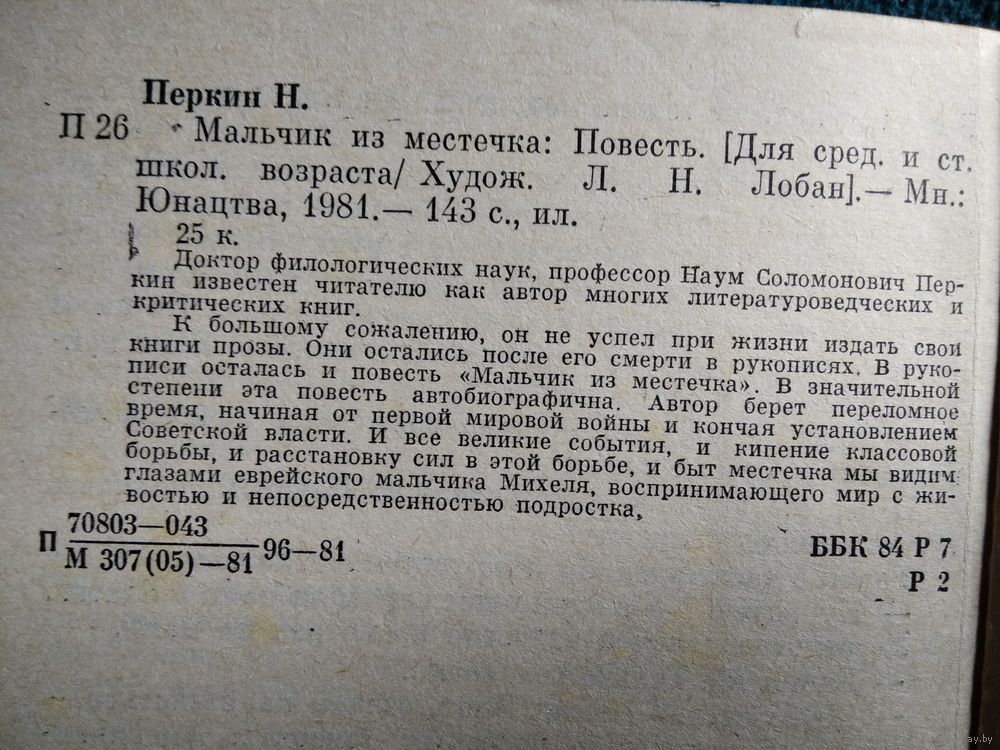 Перкин Н.
П 26 Мальчик из местечка: Повесть. [Для сред. и ст.
школ. возраста/ Худож. Л. Н. Лобан].— Мн.:
Юнацтва, 1981.— 143 с., ил.
25 к.
Доктор филологических наук, профессор Наум Соломонович Пер-
кин известен читателю как автор многих литературоведческих и
критических книг.
К большому сожалению, он не успел при жизни издать свои
книги прозы. Они остались после его смерти в рукописях. В руко-
писи осталась и повесть «Мальчик из местечка». В значительной
степени эта повесть автобиографична. Автор берет переломное
время, начиная от первой мировой войны и кончая установлением
Советской власти. И все великие события, и кипение классовой
борьбы, и расстановку сил в этой борьбе, и быт местечка мы видим
глазами еврейского мальчика Михеля, воспринимающего мир с жи-
востью и непосредственностью подростка.
П 70803—043
М 307(05)—81 96—81
ББК 84 Р 7
Р 2
ay.by